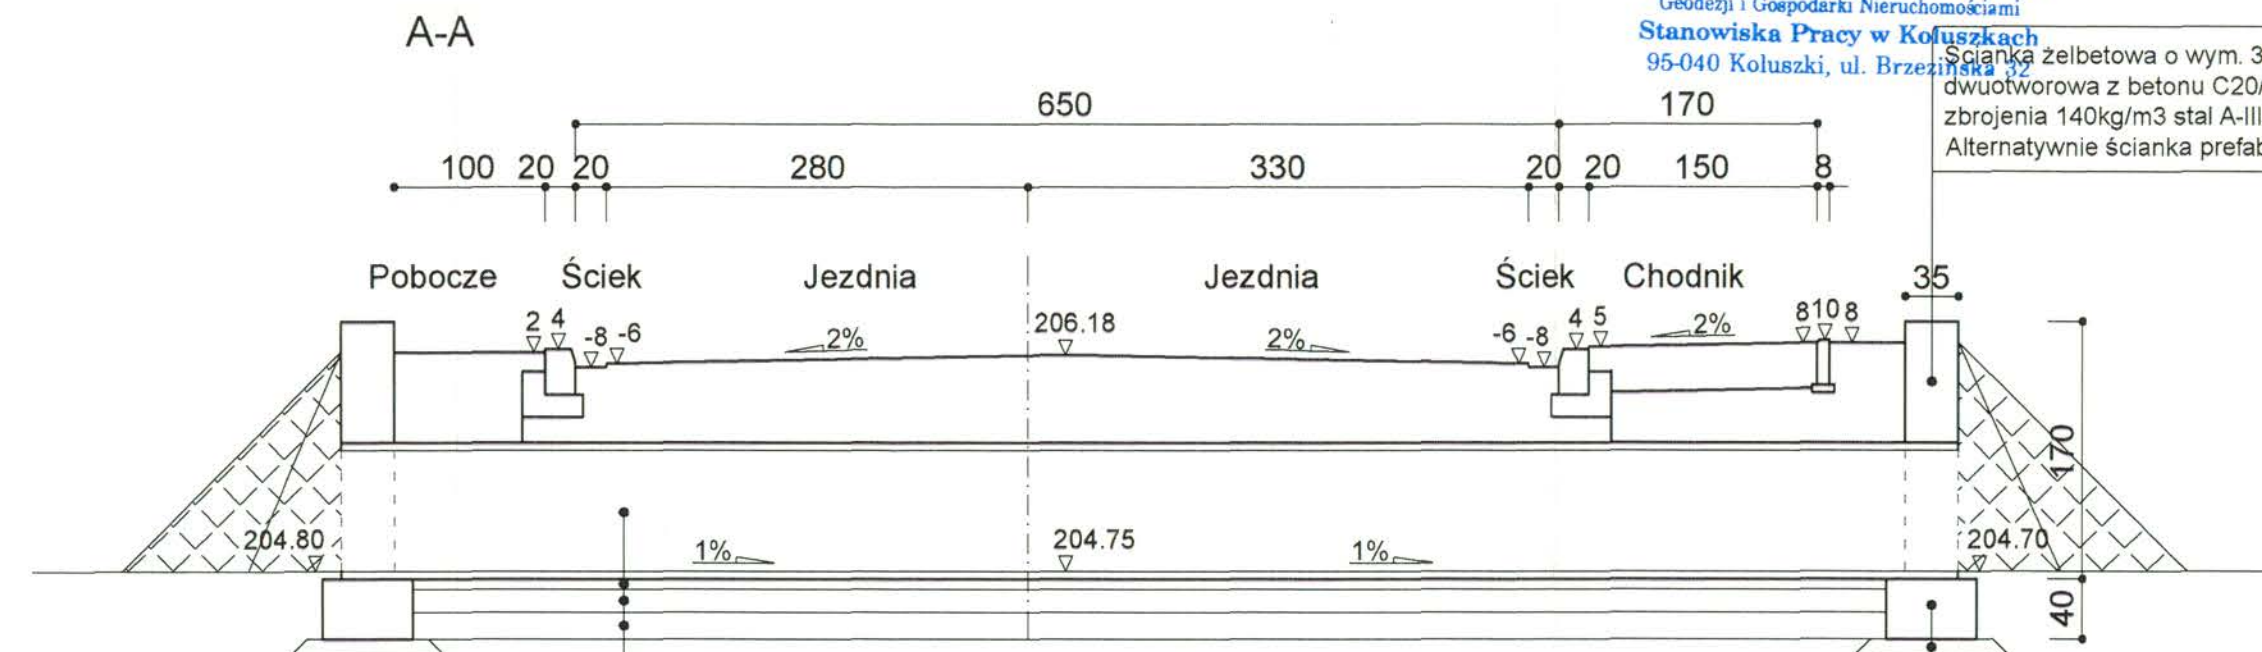 A-A
Geodezji i Gospodarki Nieruchomościami
Stanowiska Pracy w Koluszkach
95-040 Koluszki, ul. Brzezińska 32
Ścianka żelbetowa o wym. 3
dwuotworowa z betonu C20/
zbrojenia 140kg/m3 stal A-III
Alternatywnie ścianka prefab
650 170
100 20 20 280 330 20 20 150 8
Pobocze Ściek Jezdnia Jezdnia Ściek Chodnik 35
2 4 -8 -6 2% 206.18 2% -6 -8 4 5 2% 8 10 8
170
204.80 1% 204.75 1% 204.70
40